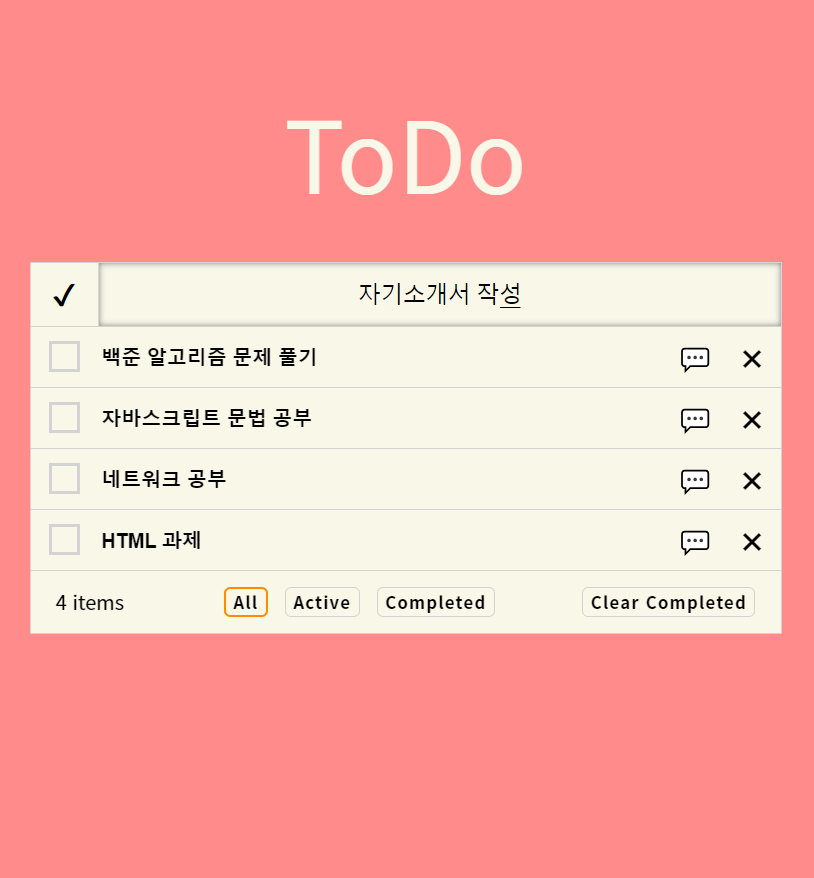 ToDo
자기소개서 작성
백준 알고리즘 문제 풀기
자바스크립트 문법 공부
네트워크 공부
HTML 과제
4 items All Active Completed Clear Completed